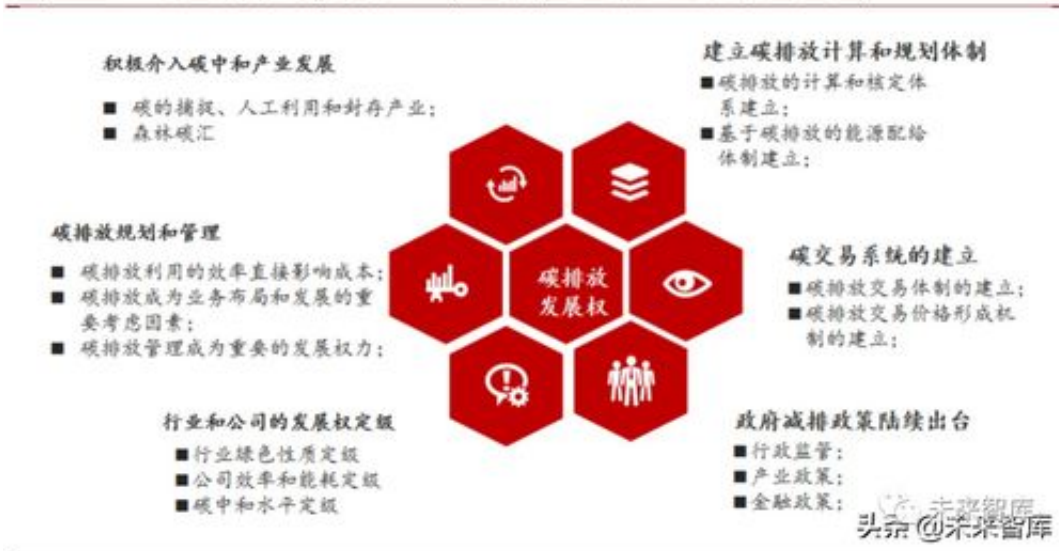 积极介入碳中和产业发展
■ 碳的捕捉、人工利用和封存产业；
■ 森林碳汇
建立碳排放计算和规划体制
■碳排放的计算和核定体
系建立；
■基于碳排放的能源配给
体制建立；
碳排放规划和管理
■ 碳排放利用的效率直接影响成本；
■ 碳排放成为业务布局和发展的重
要考虑因素；
■ 碳排放管理成为重要的发展权力；
碳排放
发展权
碳交易系统的建立
■碳排放交易体制的建立；
■碳排放交易价格形成机
制的建立；
行业和公司的发展权定级
■行业绿色性质定级
■公司效率和能耗定级
■碳中和水平定级
政府减排政策陆续出台
■行政监管；
■产业政策；
■金融政策；
未来智库
头条 @未来智库